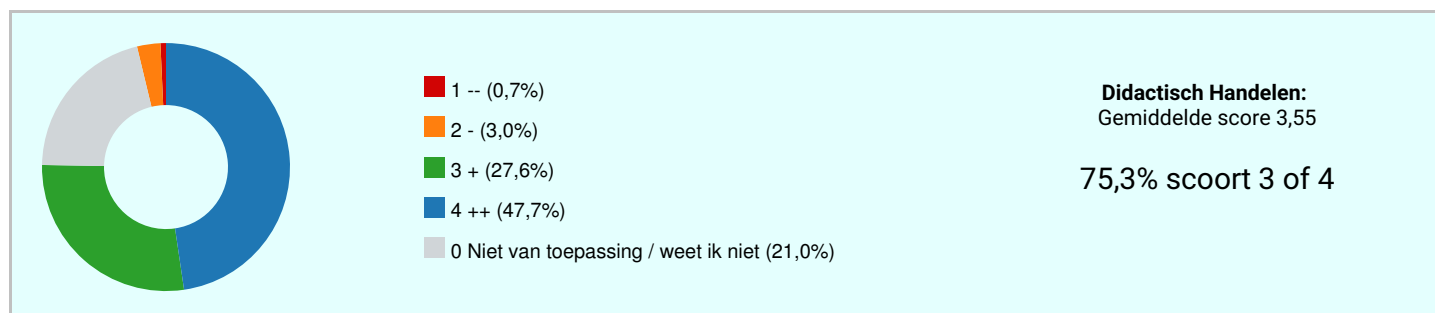 1 -- (0,7%)
2 - (3,0%)
3 + (27,6%)
4 ++ (47,7%)
0 Niet van toepassing / weet ik niet (21,0%)
Didactisch Handelen:
Gemiddelde score 3,55
75,3% scoort 3 of 4